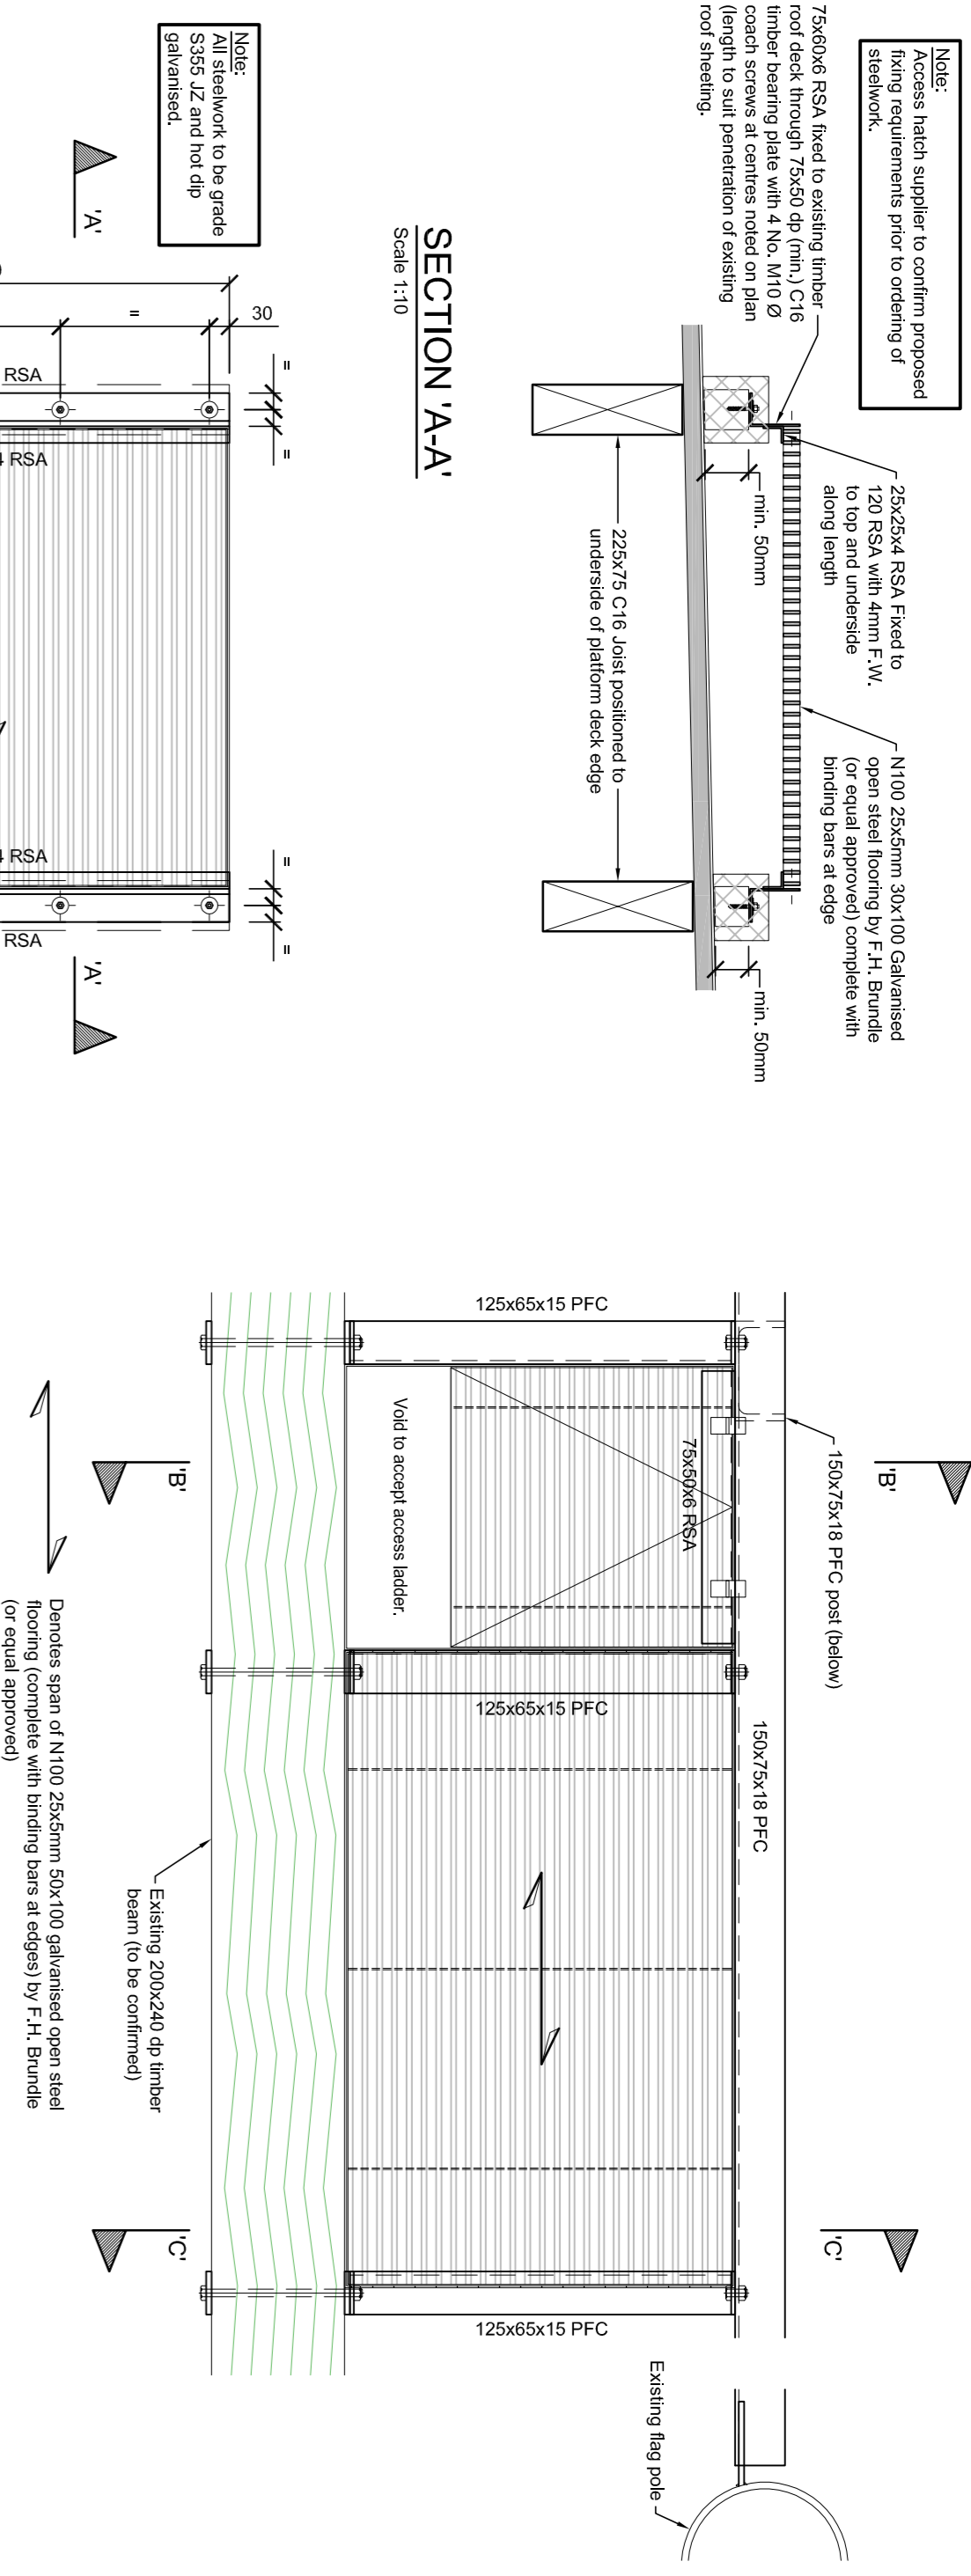 Note:
Access hatch supplier to confirm proposed
fixing requirements prior to ordering of
steelwork.
75x60x6 RSA fixed to existing timber
roof deck through 75x50 dp (min.) C16
timber bearing plate with 4 No. M10 Ø
coach screws at centres noted on plan
(length to suit penetration of existing
roof sheeting.
25x25x4 RSA Fixed to
120 RSA with 4mm F.W.
to top and underside
along length
N100 25x5mm 30x100 Galvanised
open steel flooring by F.H. Brundle
(or equal approved) complete with
binding bars at edge
min. 50mm
min. 50mm
225x75 C16 Joist positioned to
underside of platform deck edge
SECTION 'A-A'
Scale 1:10
Note:
All steelwork to be grade
S355 JZ and hot dip
galvanised.
'A'
'A'
30
=
=
=
=
=
RSA
4 RSA
4 RSA
RSA
'B'
'B'
'C'
'C'
150x75x18 PFC post (below)
150x75x18 PFC
125x65x15 PFC
125x65x15 PFC
125x65x15 PFC
75x50x6 RSA
Void to accept access ladder.
Existing flag pole
Existing 200x240 dp timber
beam (to be confirmed)
Denotes span of N100 25x5mm 50x100 galvanised open steel
flooring (complete with binding bars at edges) by F.H. Brundle
(or equal approved)